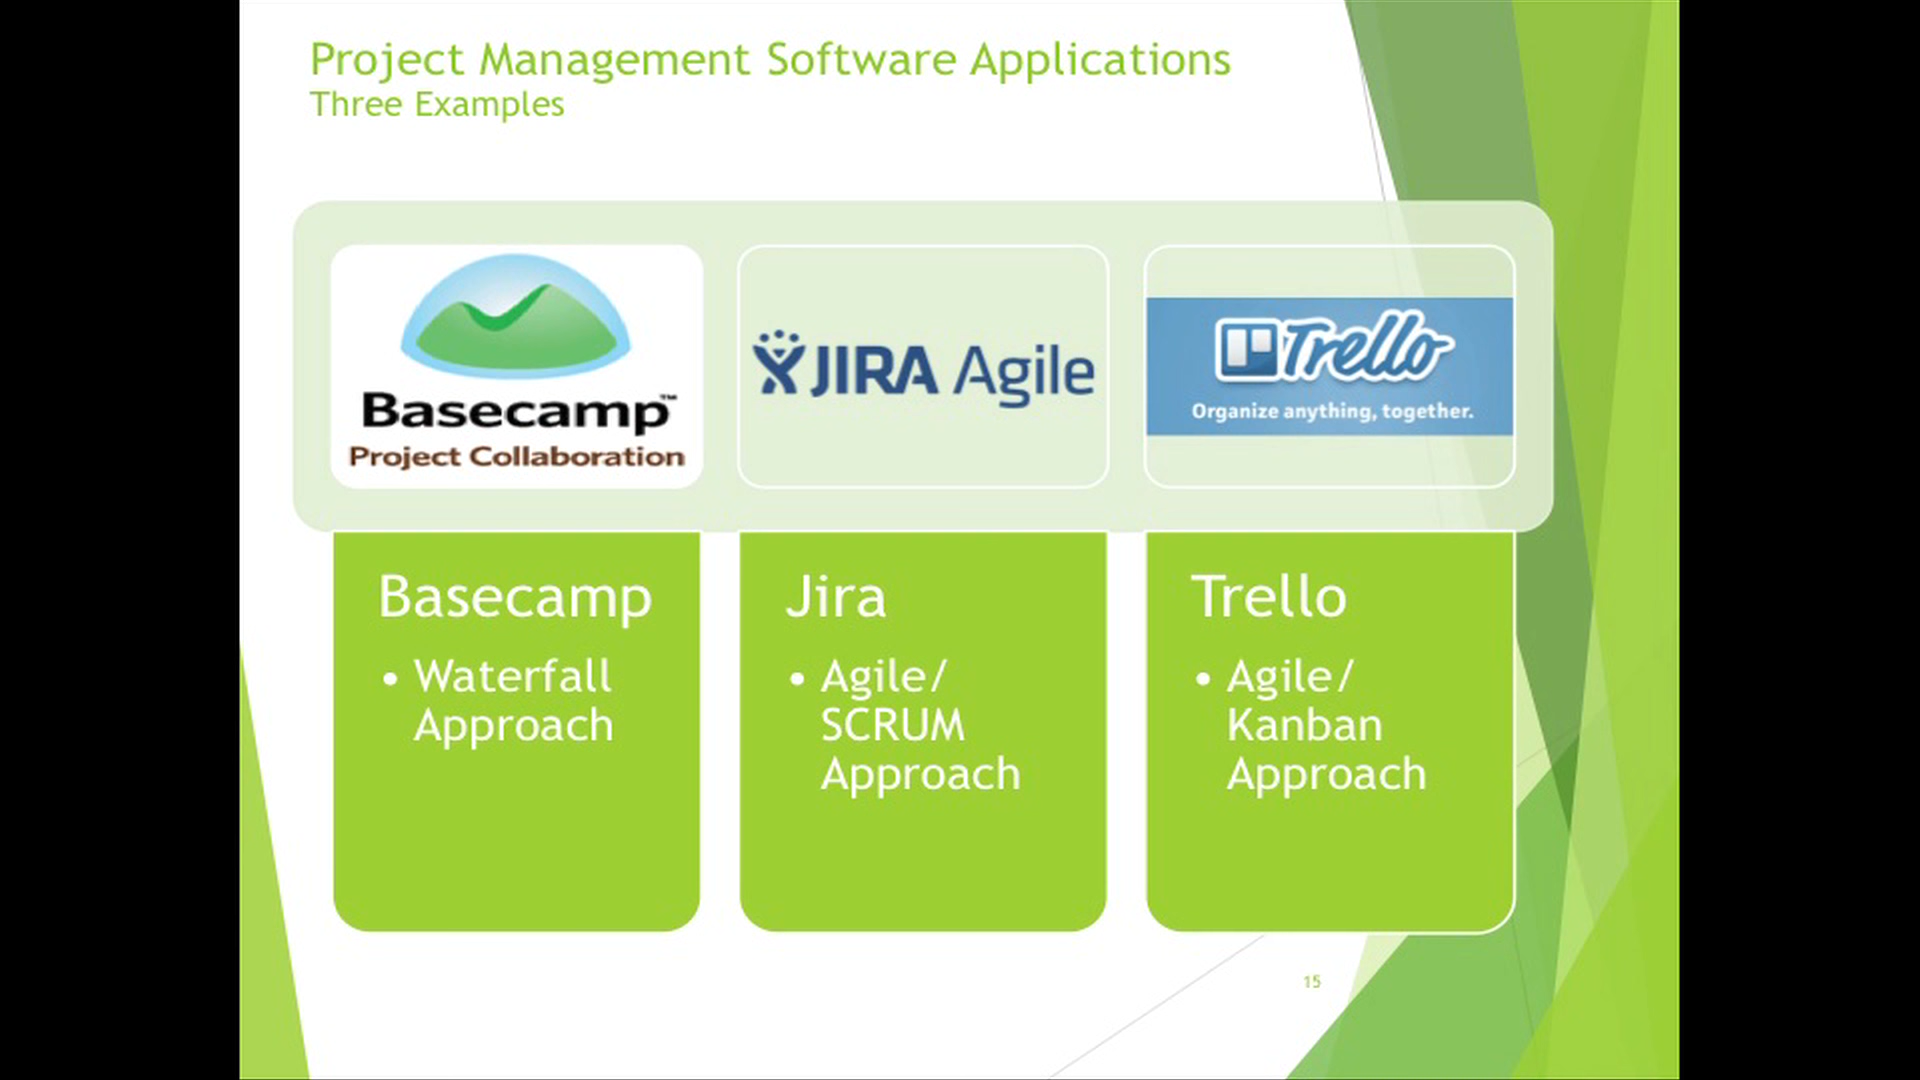 Project Management Software Applications
Three Examples
Basecamp™
Project Collaboration
JIRA Agile
Trello
Organize anything, together.
Basecamp
• Waterfall
Approach
Jira
• Agile/
SCRUM
Approach
Trello
• Agile/
Kanban
Approach
15